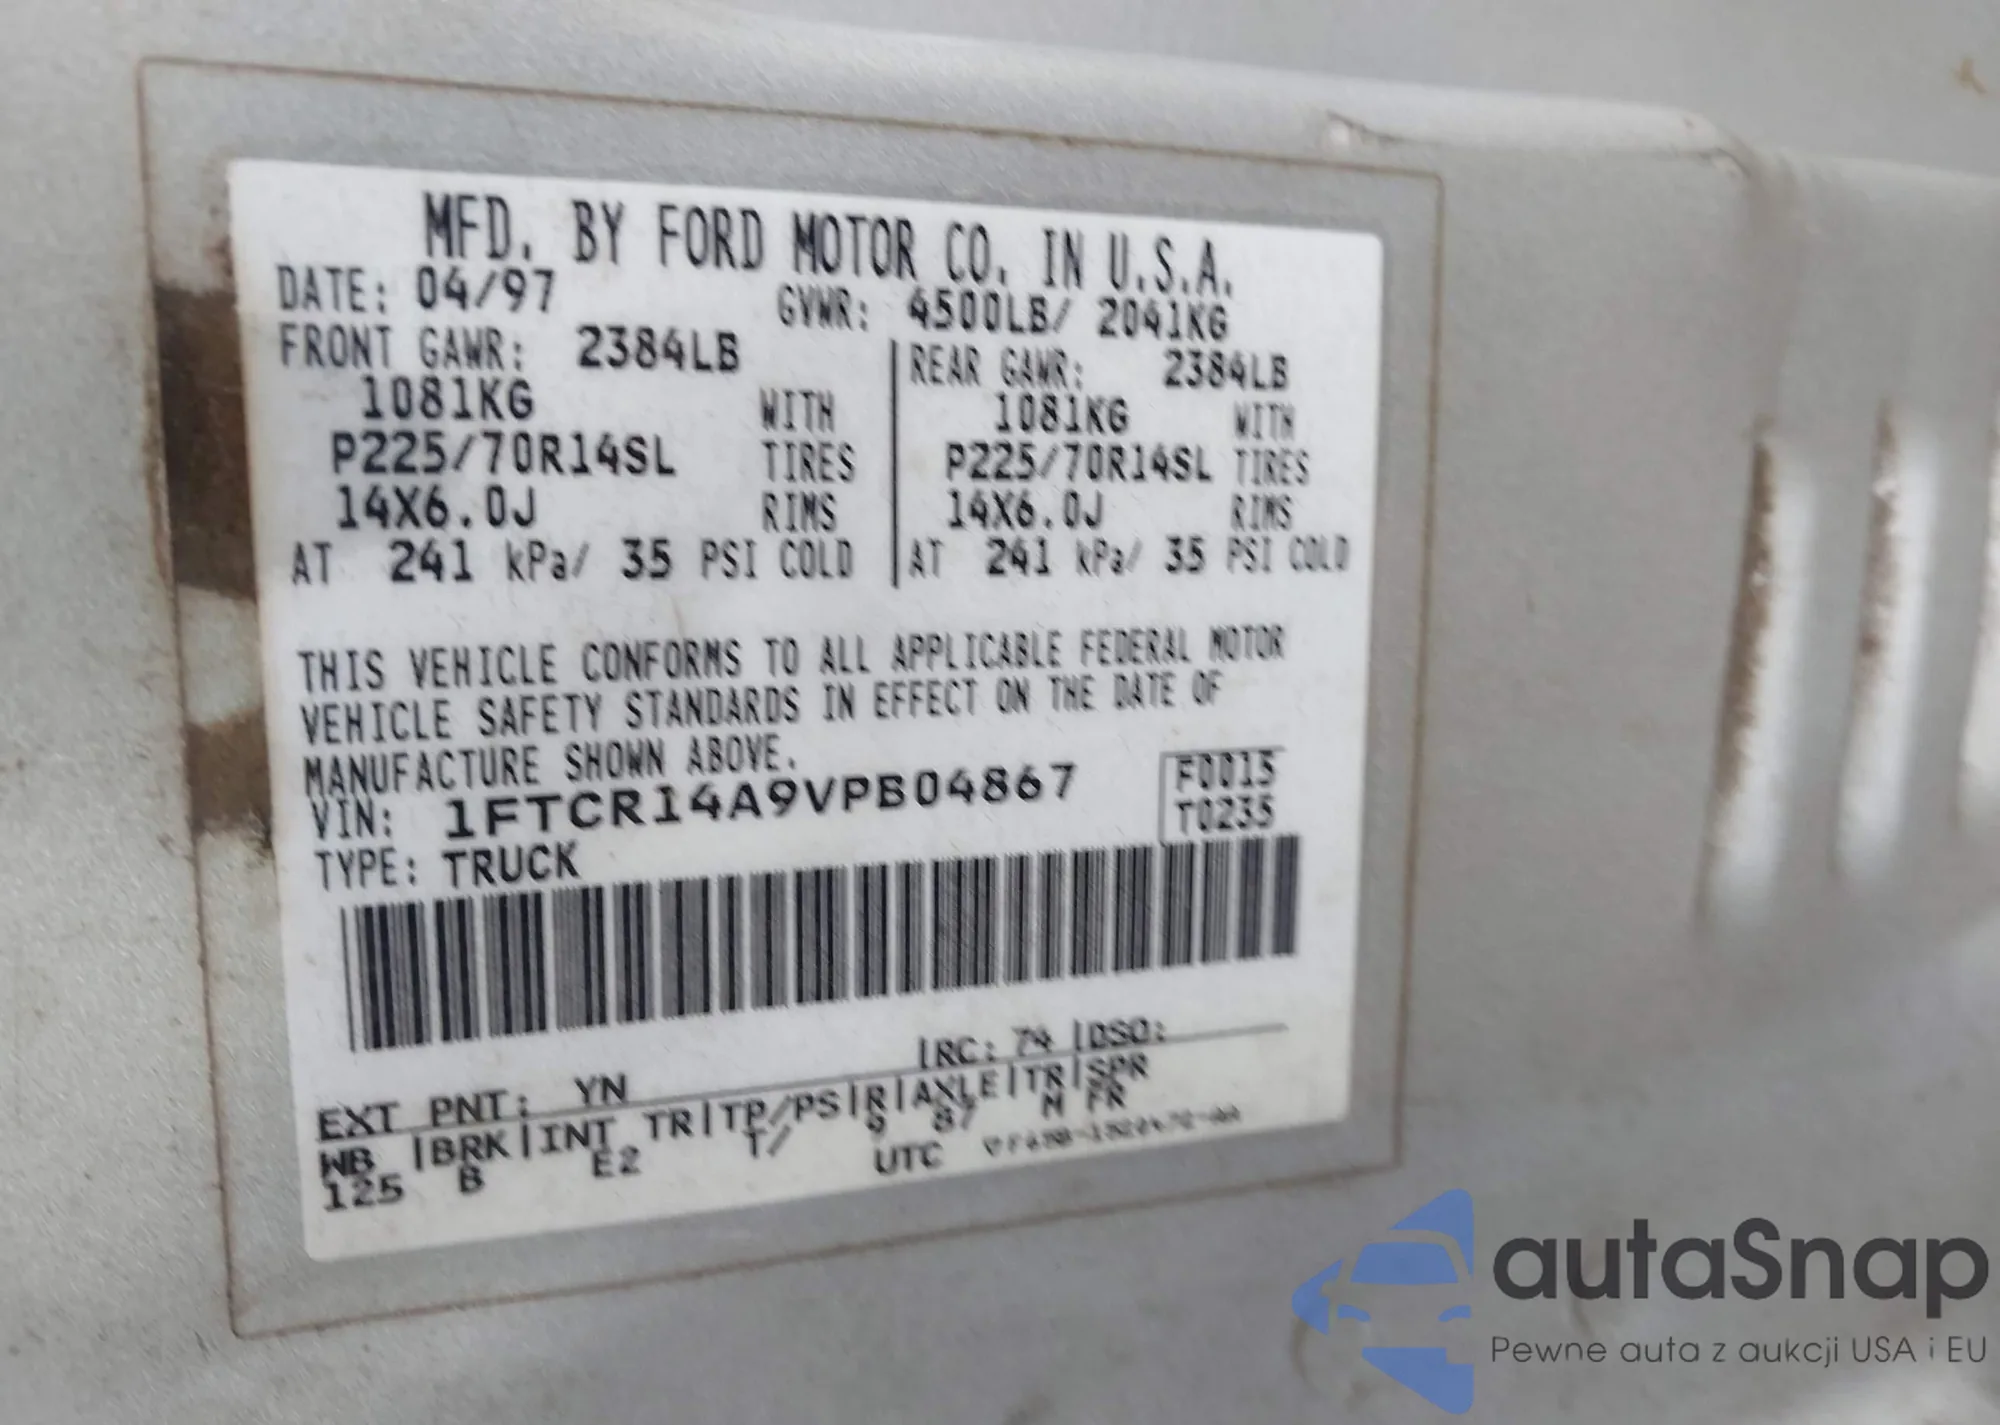 MFD. BY FORD MOTOR CO. IN U.S.A.
DATE: 04/97 GVWR: 4500LB/ 2041KG
FRONT GAWR: 2384LB REAR GAWR: 2384LB
1081KG WITH 1081KG WITH
P225/70R14SL TIRES P225/70R14SL TIRES
14X6.0J RIMS 14X6.0J RIMS
AT 241 kPa/ 35 PSI COLD AT 241 kPa/ 35 PSI COLD
THIS VEHICLE CONFORMS TO ALL APPLICABLE FEDERAL MOTOR
VEHICLE SAFETY STANDARDS IN EFFECT ON THE DATE OF
MANUFACTURE SHOWN ABOVE.
VIN: 1FTCR14A9VPB04867 F0015
TYPE: TRUCK T0235
EXT PNT: YN RC: 74 DSO:
WB BRK INT TR TP/PS R AXLE TR SPR
125 B E2 T/ 9 87 M FR
UTC
autaSnap
Pewne auta z aukcji USA i EU